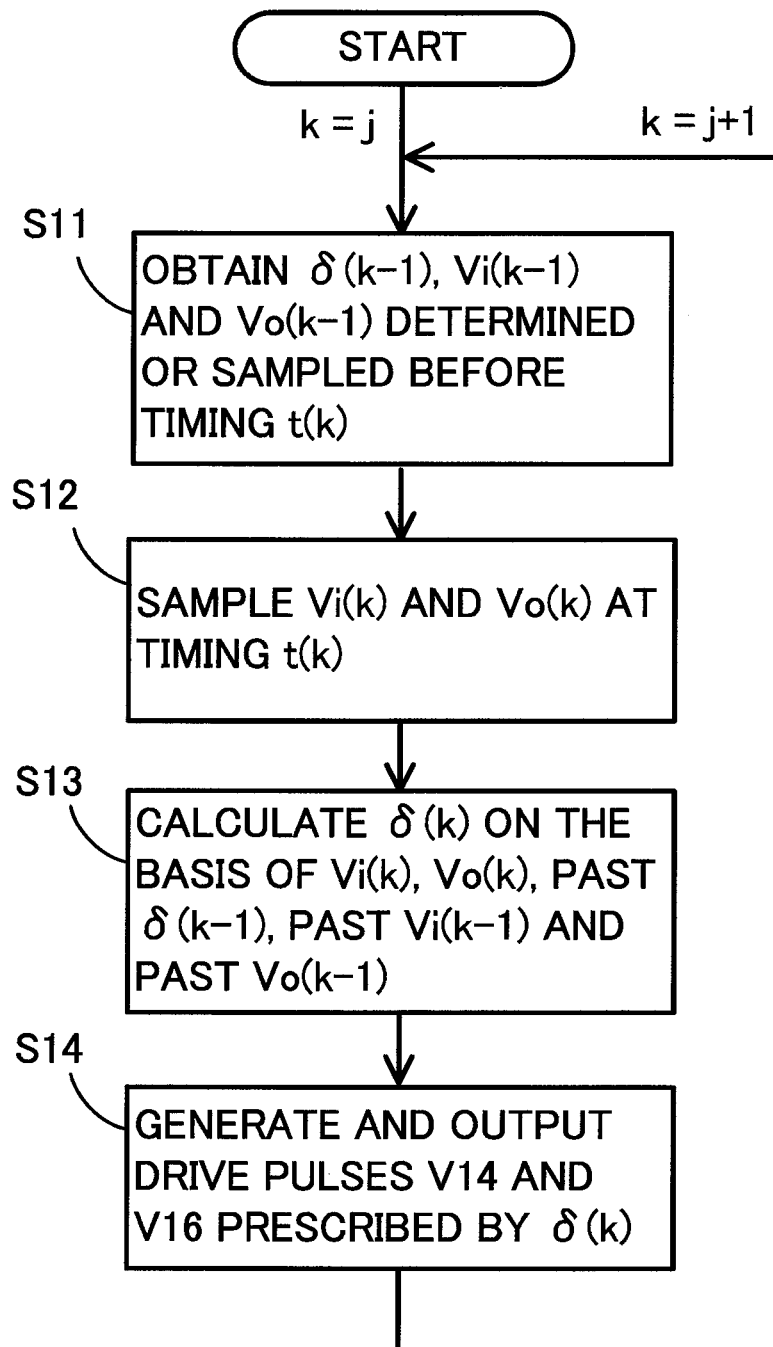 START
k = j
k = j+1
S11
OBTAIN δ(k-1), Vi(k-1)
AND Vo(k-1) DETERMINED
OR SAMPLED BEFORE
TIMING t(k)
S12
SAMPLE Vi(k) AND Vo(k) AT
TIMING t(k)
S13
CALCULATE δ(k) ON THE
BASIS OF Vi(k), Vo(k), PAST
δ(k-1), PAST Vi(k-1) AND
PAST Vo(k-1)
S14
GENERATE AND OUTPUT
DRIVE PULSES V14 AND
V16 PRESCRIBED BY δ(k)